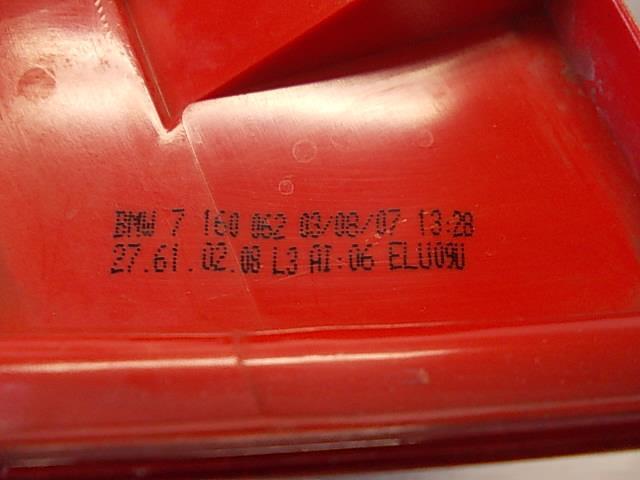 BMW 7 160 062 03/08/07 13:28
27.61.02.08 L3 AI:06 ELU09U